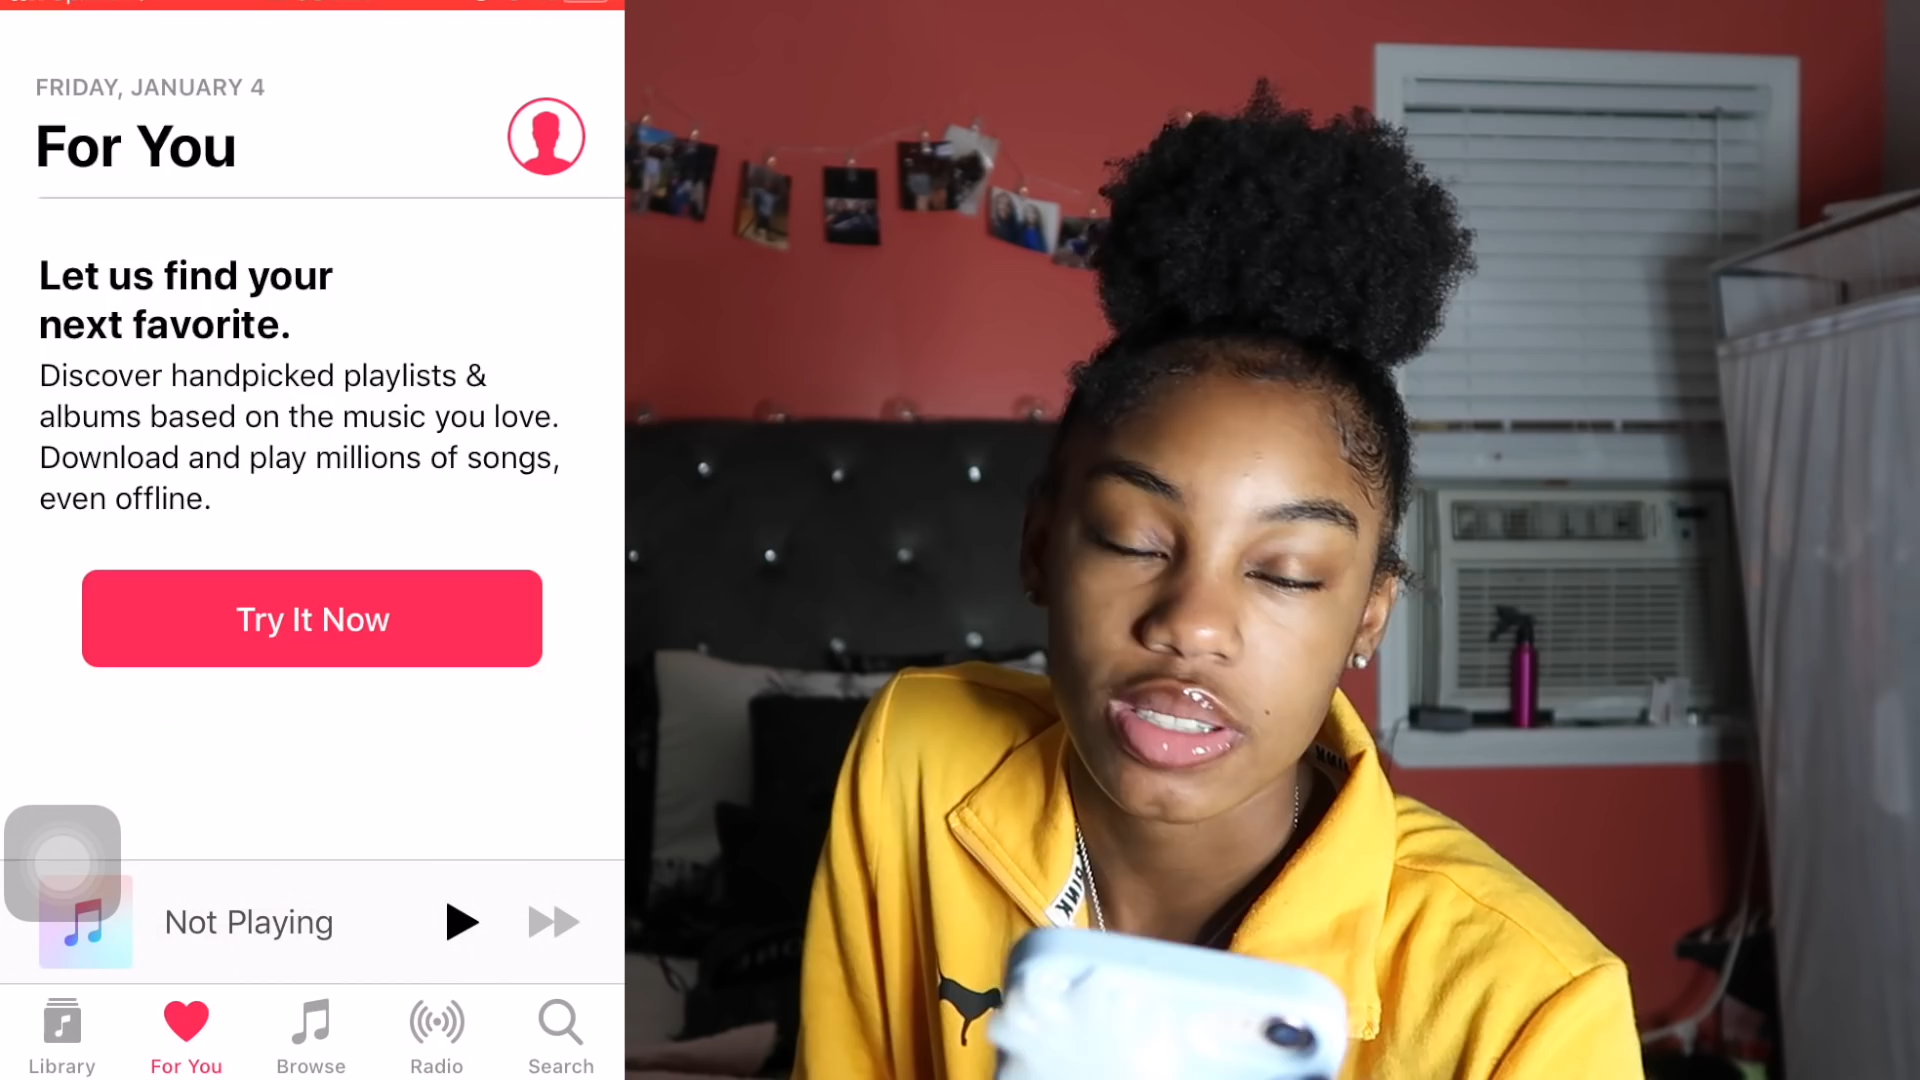 FRIDAY, JANUARY 4
For You
Let us find your
next favorite.
Discover handpicked playlists &
albums based on the music you love.
Download and play millions of songs,
even offline.
Try It Now
Not Playing
Library
For You
Browse
Radio
Search
PINK